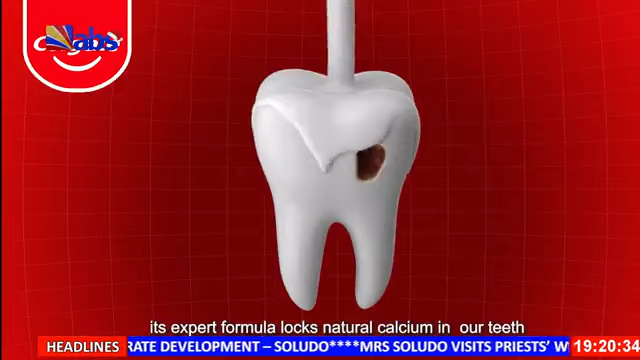 abs
its expert formula locks natural calcium in our teeth
HEADLINES
RATE DEVELOPMENT – SOLUDO****MRS SOLUDO VISITS PRIESTS’ W
19:20:34